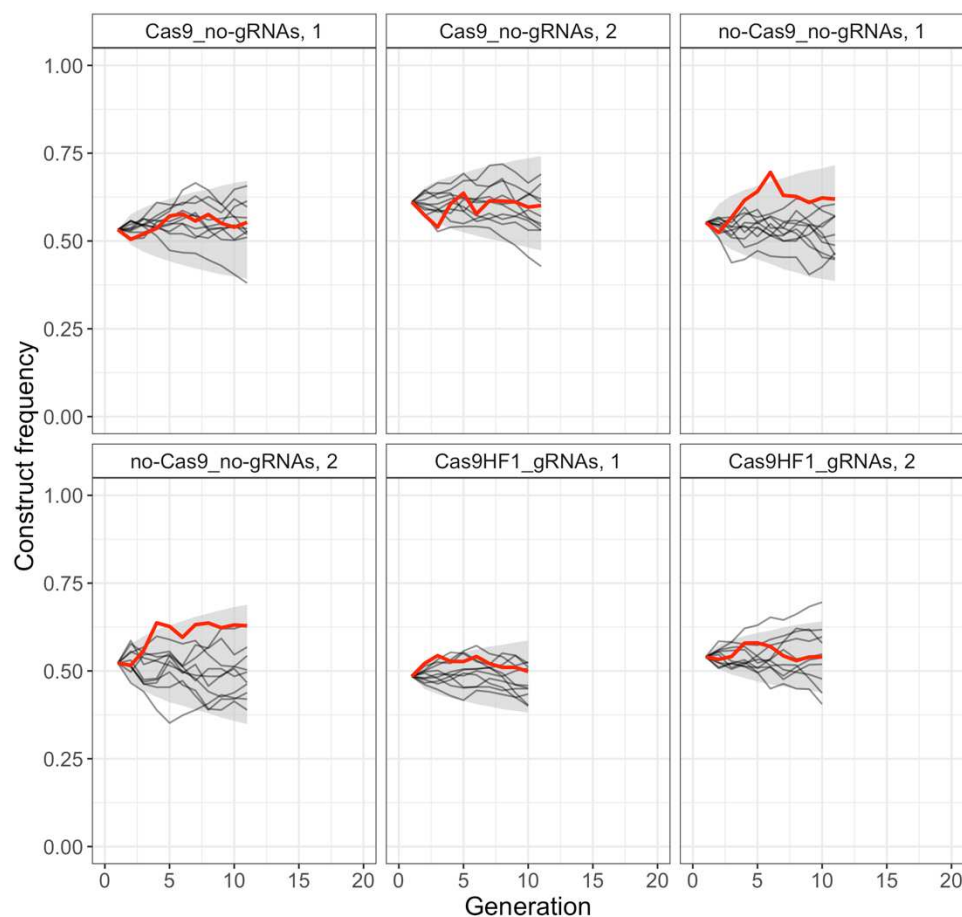 Cas9_no-gRNAs, 1
Cas9_no-gRNAs, 2
no-Cas9_no-gRNAs, 1
1.00
0.75
0.50
0.25
0.00
Construct frequency
no-Cas9_no-gRNAs, 2
Cas9HF1_gRNAs, 1
Cas9HF1_gRNAs, 2
1.00
0.75
0.50
0.25
0.00
0 5 10 15 20
0 5 10 15 20
0 5 10 15 20
Generation